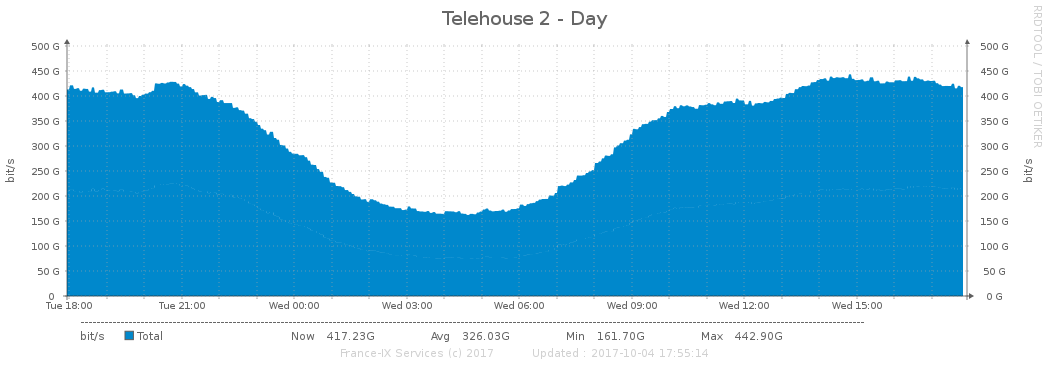 Telehouse 2 - Day
RRDTOOL / TOBI OETIKER
bit/s
500 G 500 G
450 G 450 G
400 G 400 G
350 G 350 G
300 G 300 G
250 G 250 G
200 G 200 G
150 G 150 G
100 G 100 G
50 G 50 G
0 0 G
bit/s
Tue 18:00 Tue 21:00 Wed 00:00 Wed 03:00 Wed 06:00 Wed 09:00 Wed 12:00 Wed 15:00
bit/s Total Now 417.23G Avg 326.03G Min 161.70G Max 442.90G
France-IX Services (c) 2017 Updated : 2017-10-04 17:55:14